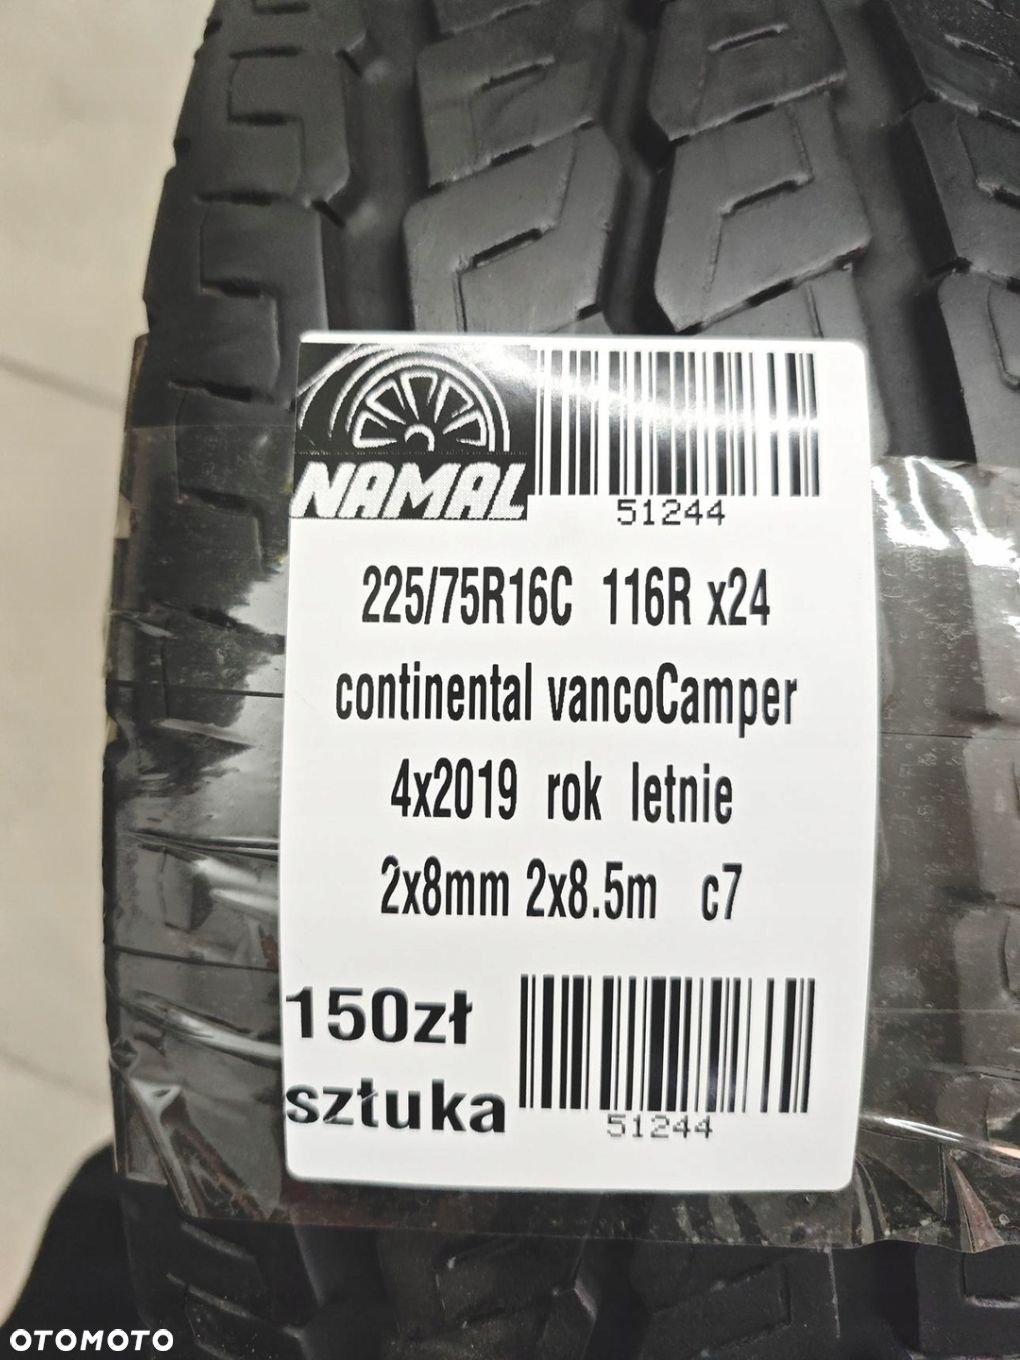 NAMAL
51244
225/75R16C 116R x24
continental vancoCamper
4x2019 rok letnie
2x8mm 2x8.5m c7
150zł
sztuka
51244
OTOMOTO